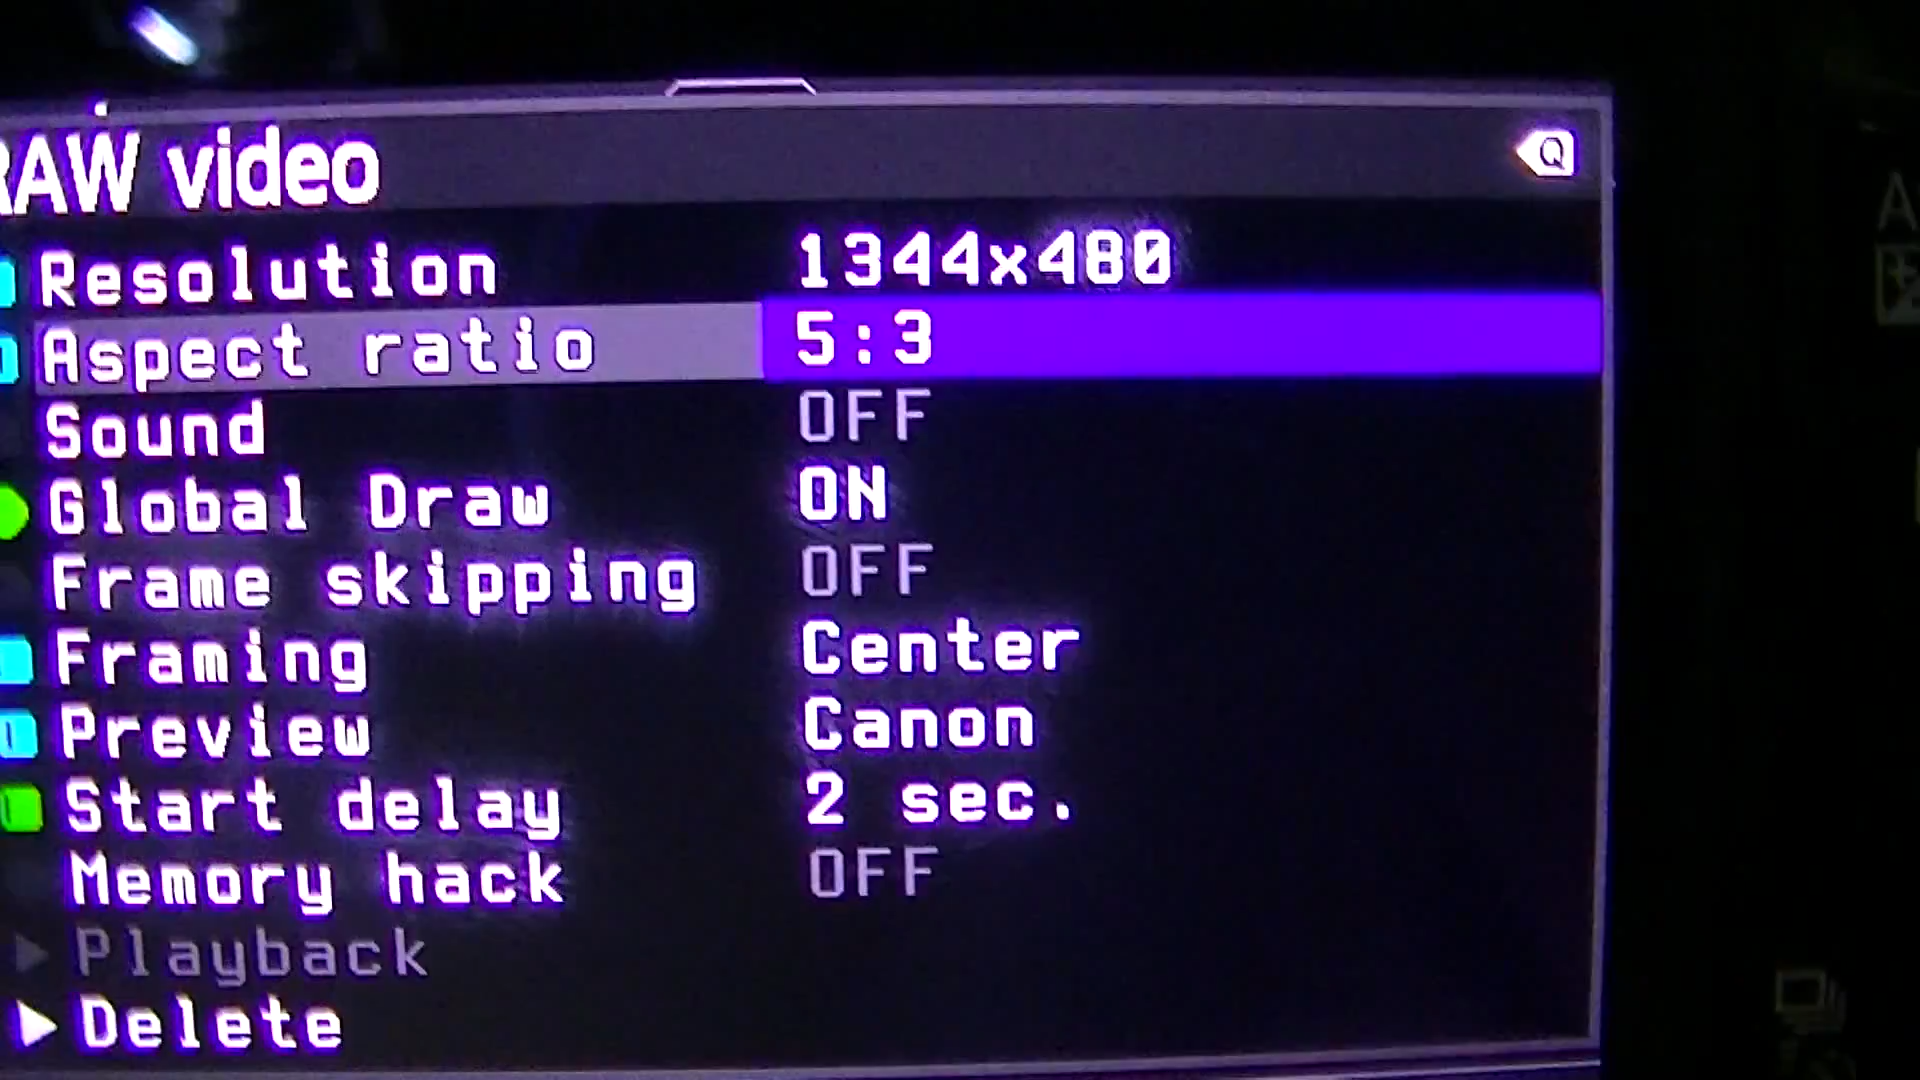 RAW video
Q
Resolution 1344x480
Aspect ratio 5:3
Sound OFF
Global Draw ON
Frame skipping OFF
Framing Center
Preview Canon
Start delay 2 sec.
Memory hack OFF
Playback
Delete
A